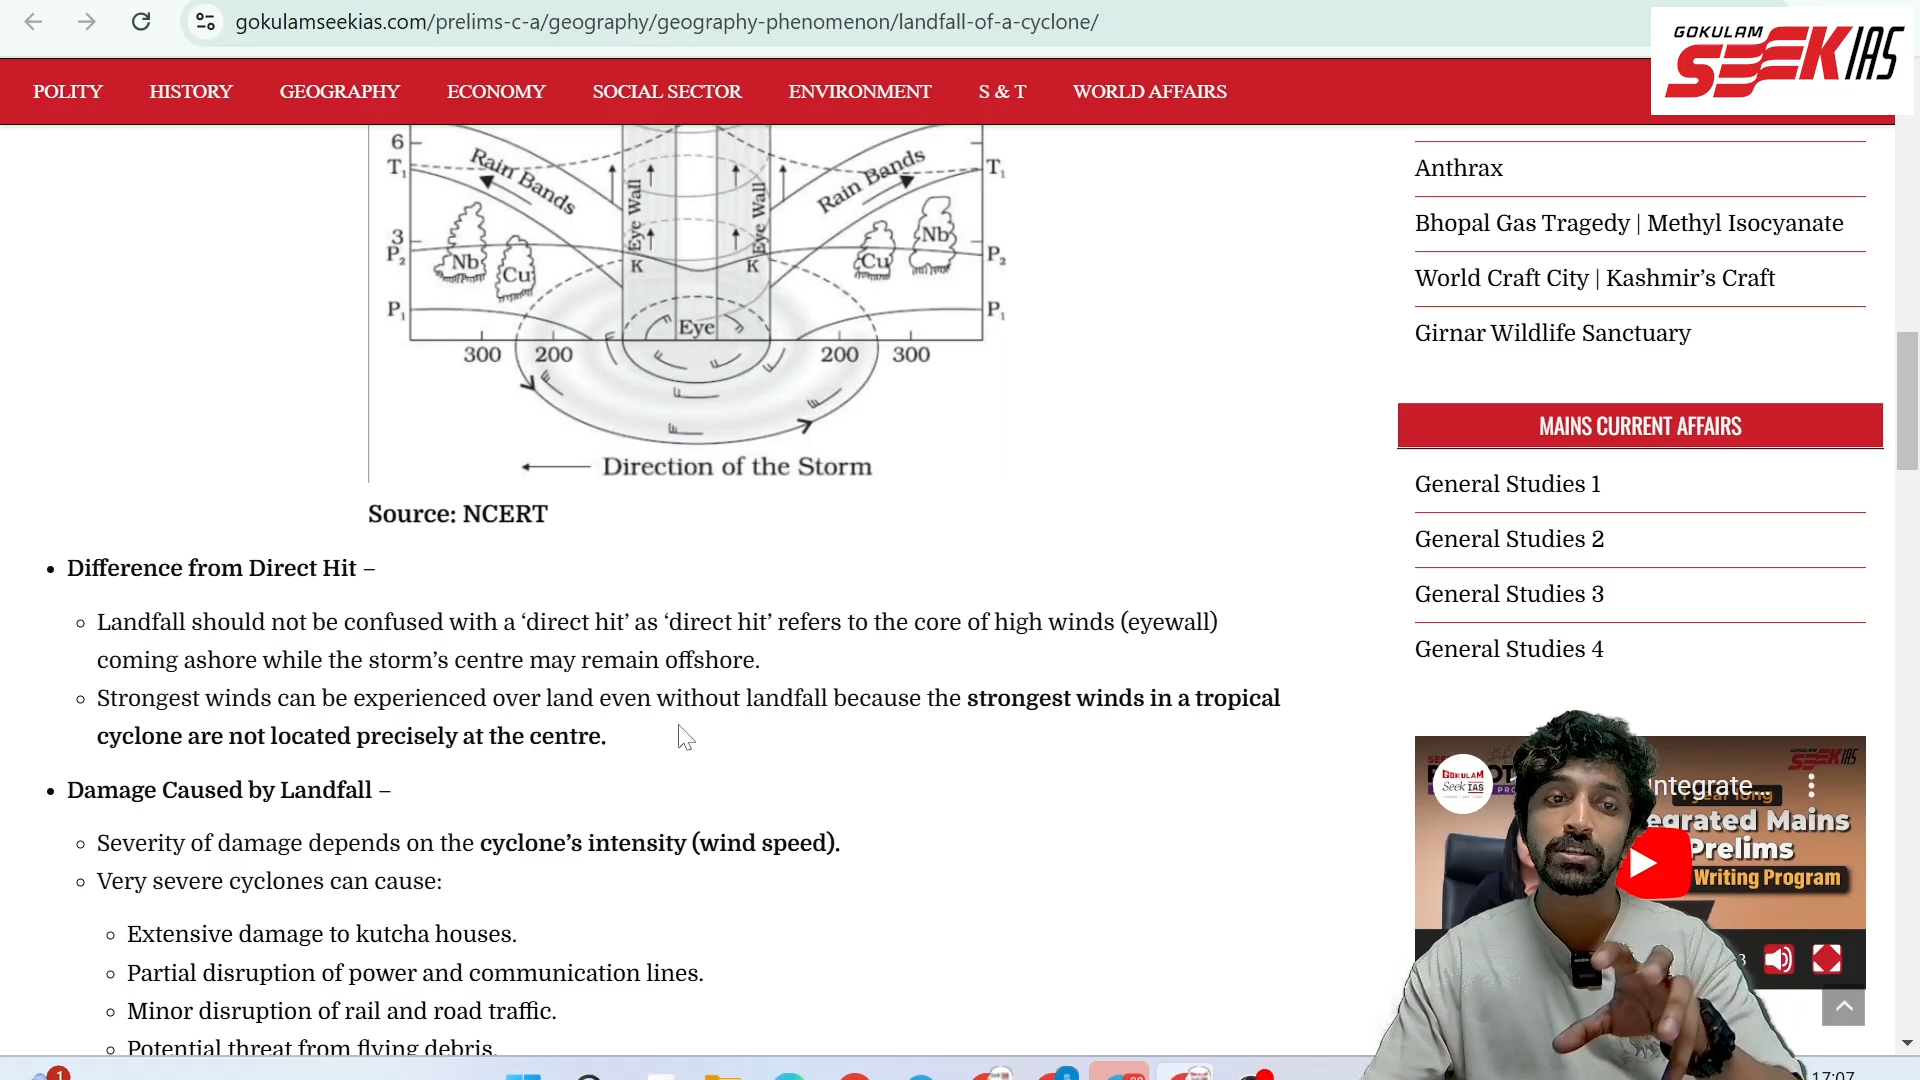 gokulamseekias.com/prelims-c-a/geography/geography-phenomenon/landfall-of-a-cyclone/
GOKULAM
SEEKIAS
POLITY HISTORY GEOGRAPHY ECONOMY SOCIAL SECTOR ENVIRONMENT S & T WORLD AFFAIRS
6
T₁ Rain Bands Eye Wall Eye Wall Rain Bands T₁
3
P₂ Nb Cu K K Cu Nb P₂
P₁ Eye P₁
300 200 200 300
Direction of the Storm
Source: NCERT
• Difference from Direct Hit –
Landfall should not be confused with a ‘direct hit’ as ‘direct hit’ refers to the core of high winds (eyewall)
coming ashore while the storm’s centre may remain offshore.
Strongest winds can be experienced over land even without landfall because the strongest winds in a tropical
cyclone are not located precisely at the centre.
• Damage Caused by Landfall –
Severity of damage depends on the cyclone’s intensity (wind speed).
Very severe cyclones can cause:
Extensive damage to kutcha houses.
Partial disruption of power and communication lines.
Minor disruption of rail and road traffic.
Potential threat from flying debris.
Anthrax
Bhopal Gas Tragedy | Methyl Isocyanate
World Craft City | Kashmir’s Craft
Girnar Wildlife Sanctuary
MAINS CURRENT AFFAIRS
General Studies 1
General Studies 2
General Studies 3
General Studies 4
GOKULAM
Seek IAS
ntegrate...
egrated Mains
Prelims
Writing Program
3
1
17:07